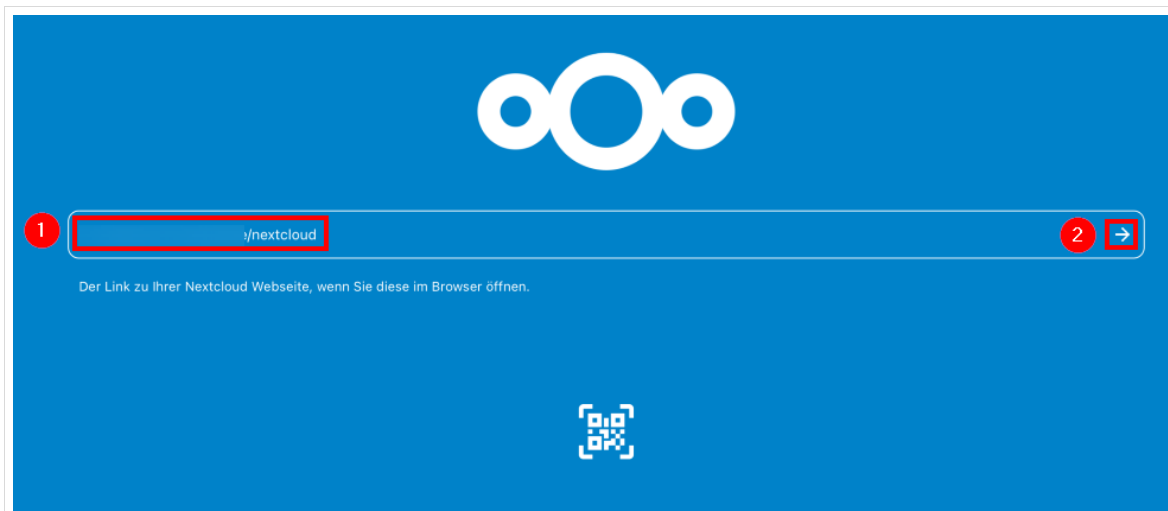 1
/nextcloud
2
Der Link zu Ihrer Nextcloud Webseite, wenn Sie diese im Browser öffnen.